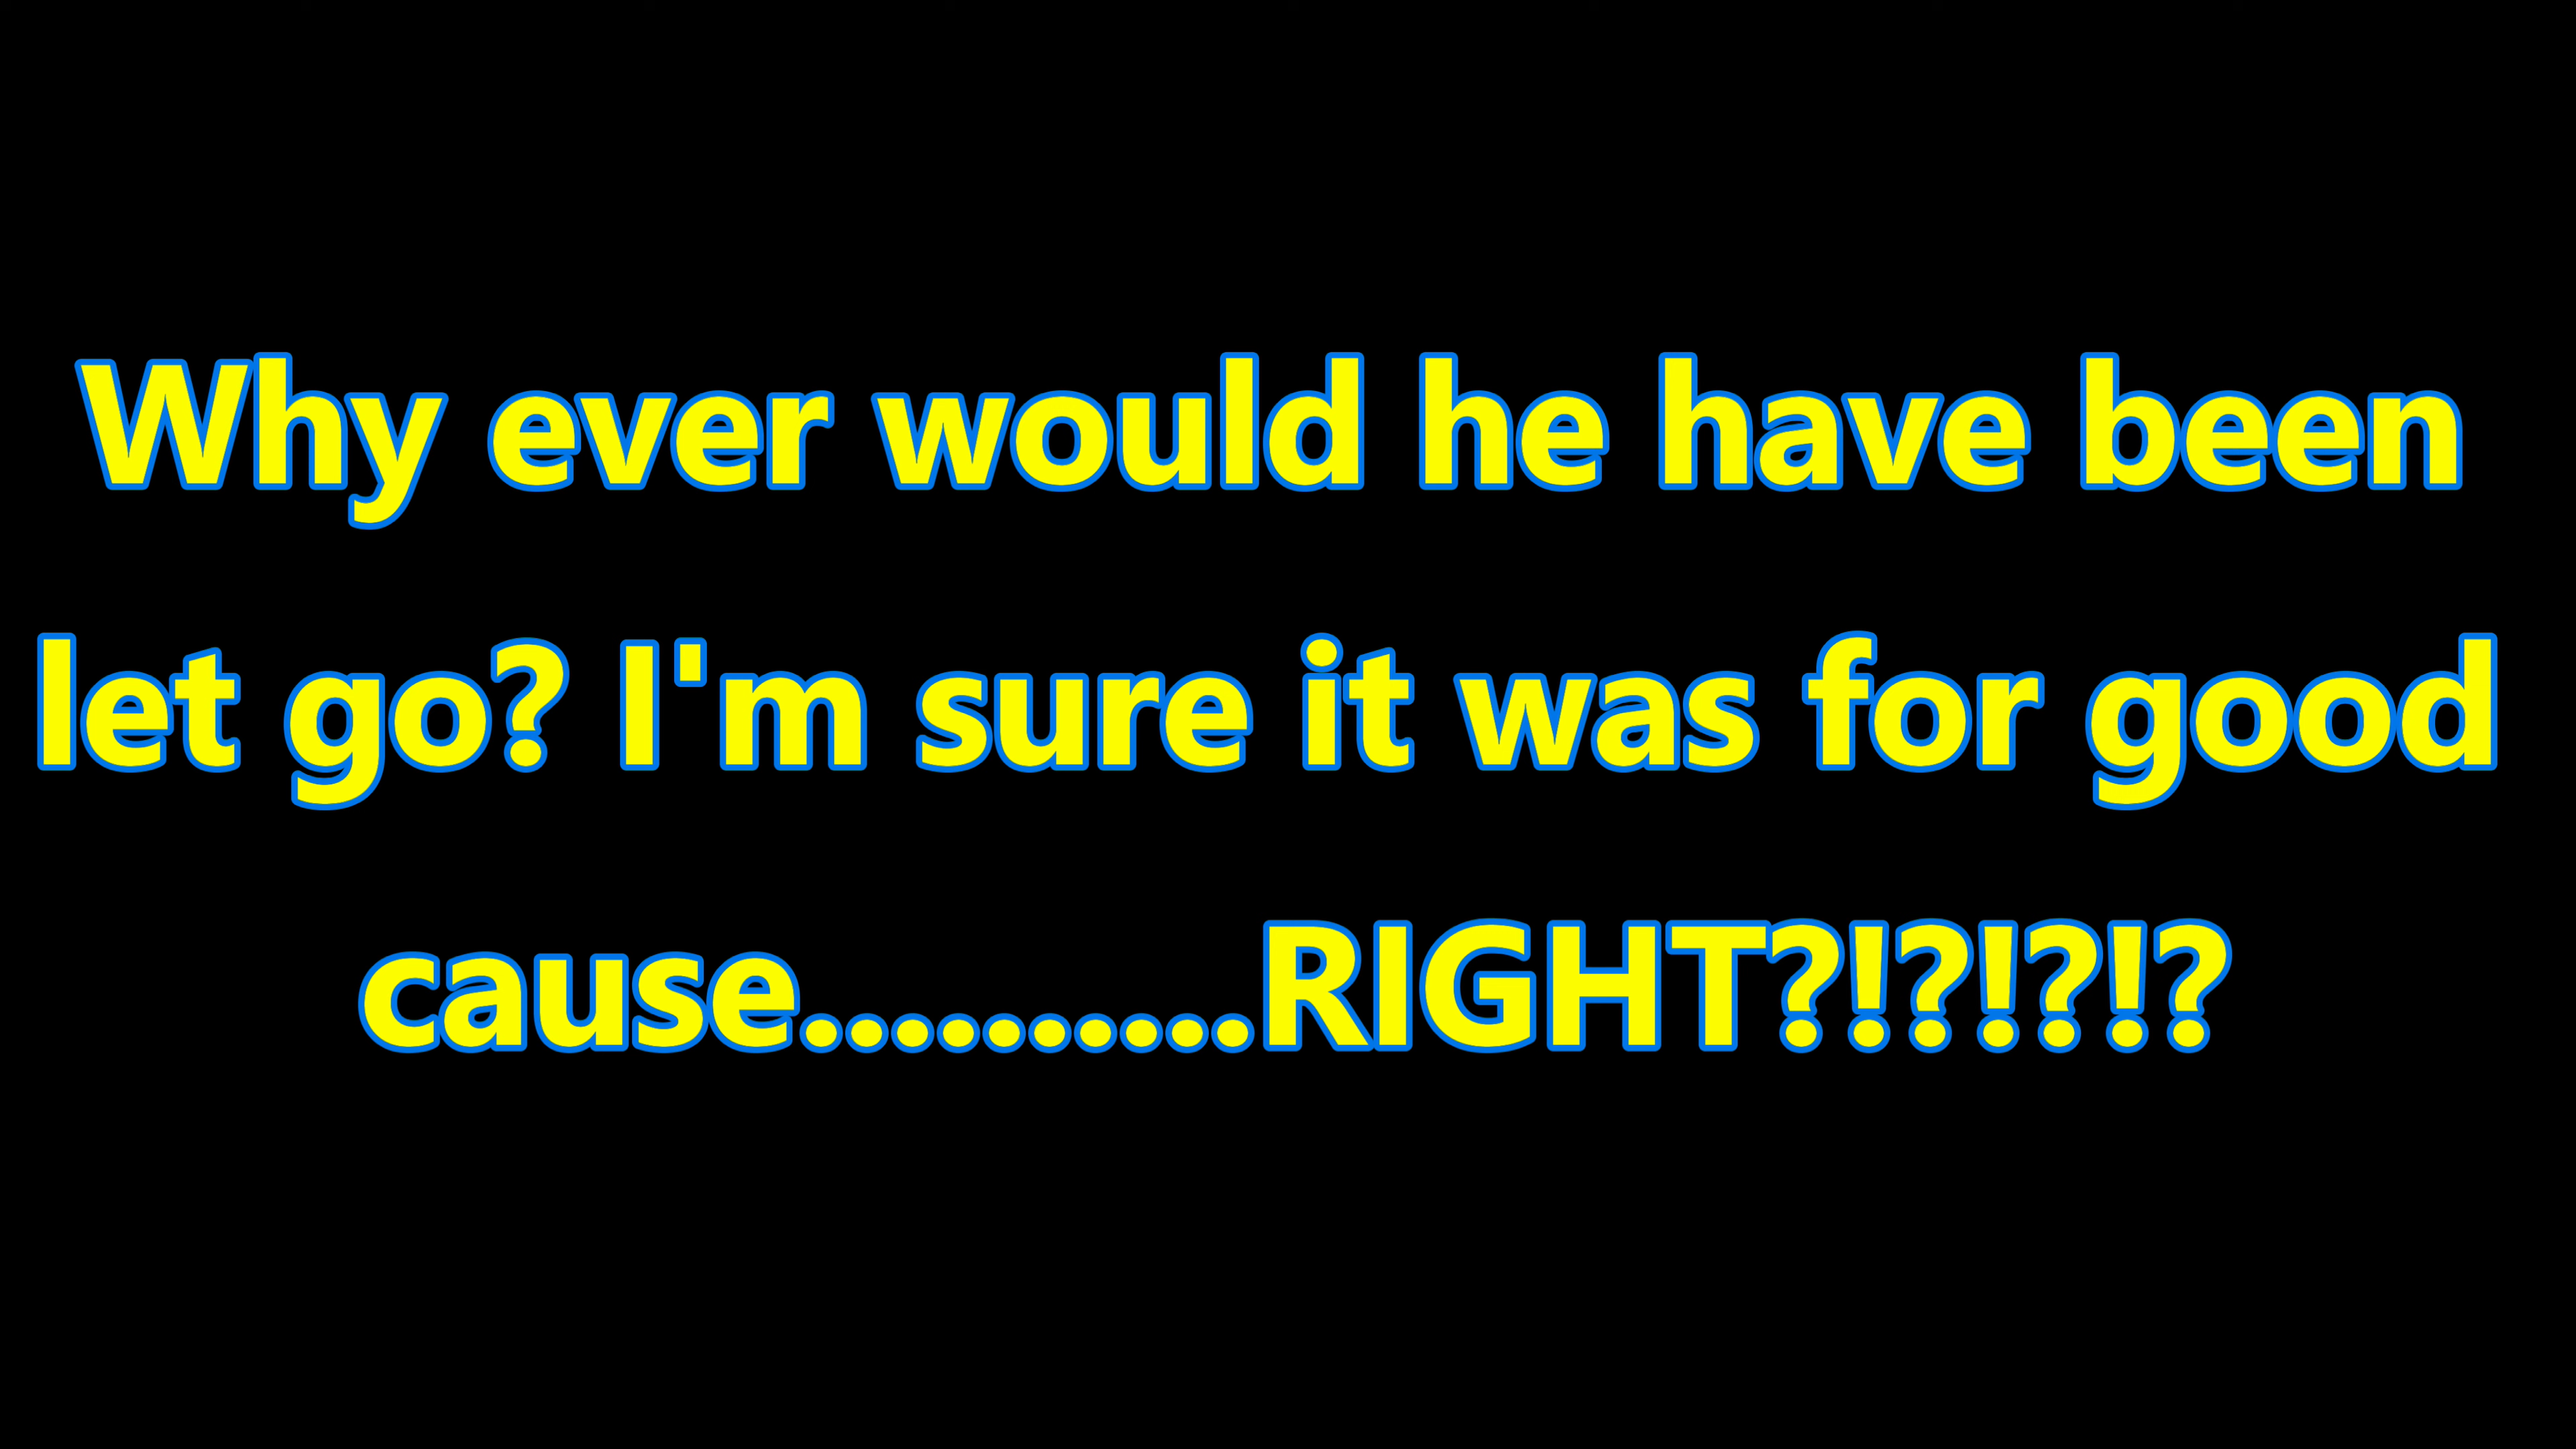 Why ever would he have been
let go? I'm sure it was for good
cause..........RIGHT?!?!?!?